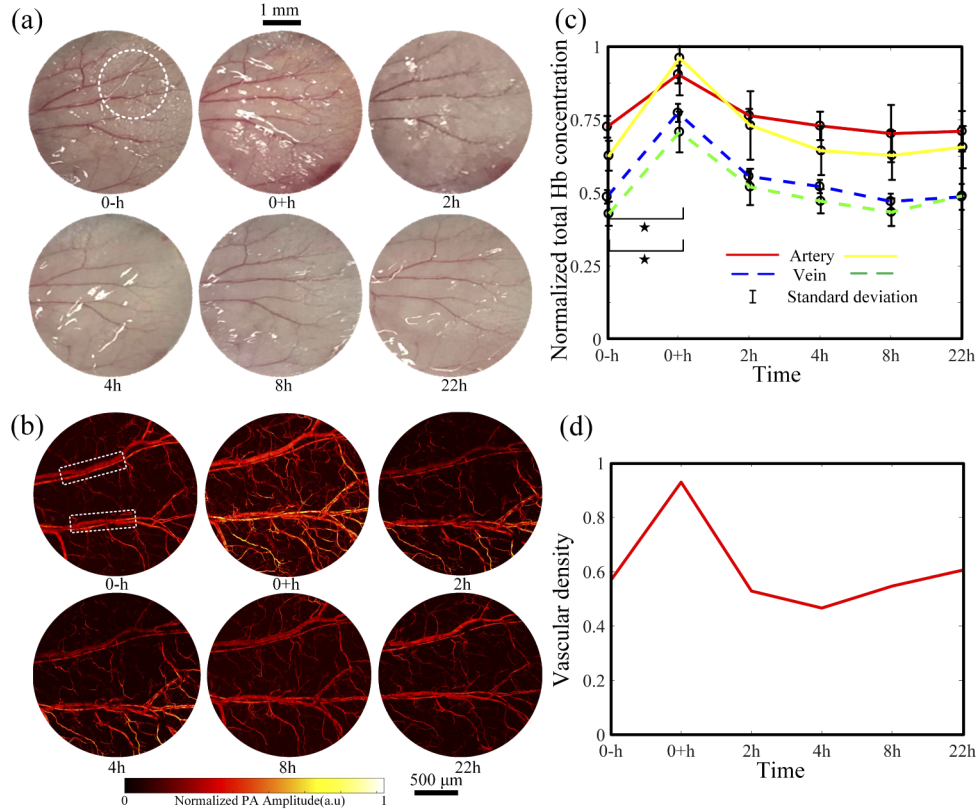 (a)
1 mm
0-h
0+h
2h
4h
8h
22h
(b)
0-h
0+h
2h
4h
8h
22h
0
Normalized PA Amplitude(a.u)
1
500 μm
(c)
Normalized total Hb concentration
1
0.75
0.5
0.25
0
★
★
Artery
Vein
Standard deviation
0-h
0+h
2h
4h
8h
22h
Time
(d)
Vascular density
1
0.8
0.6
0.4
0.2
0
0-h
0+h
2h
4h
8h
22h
Time